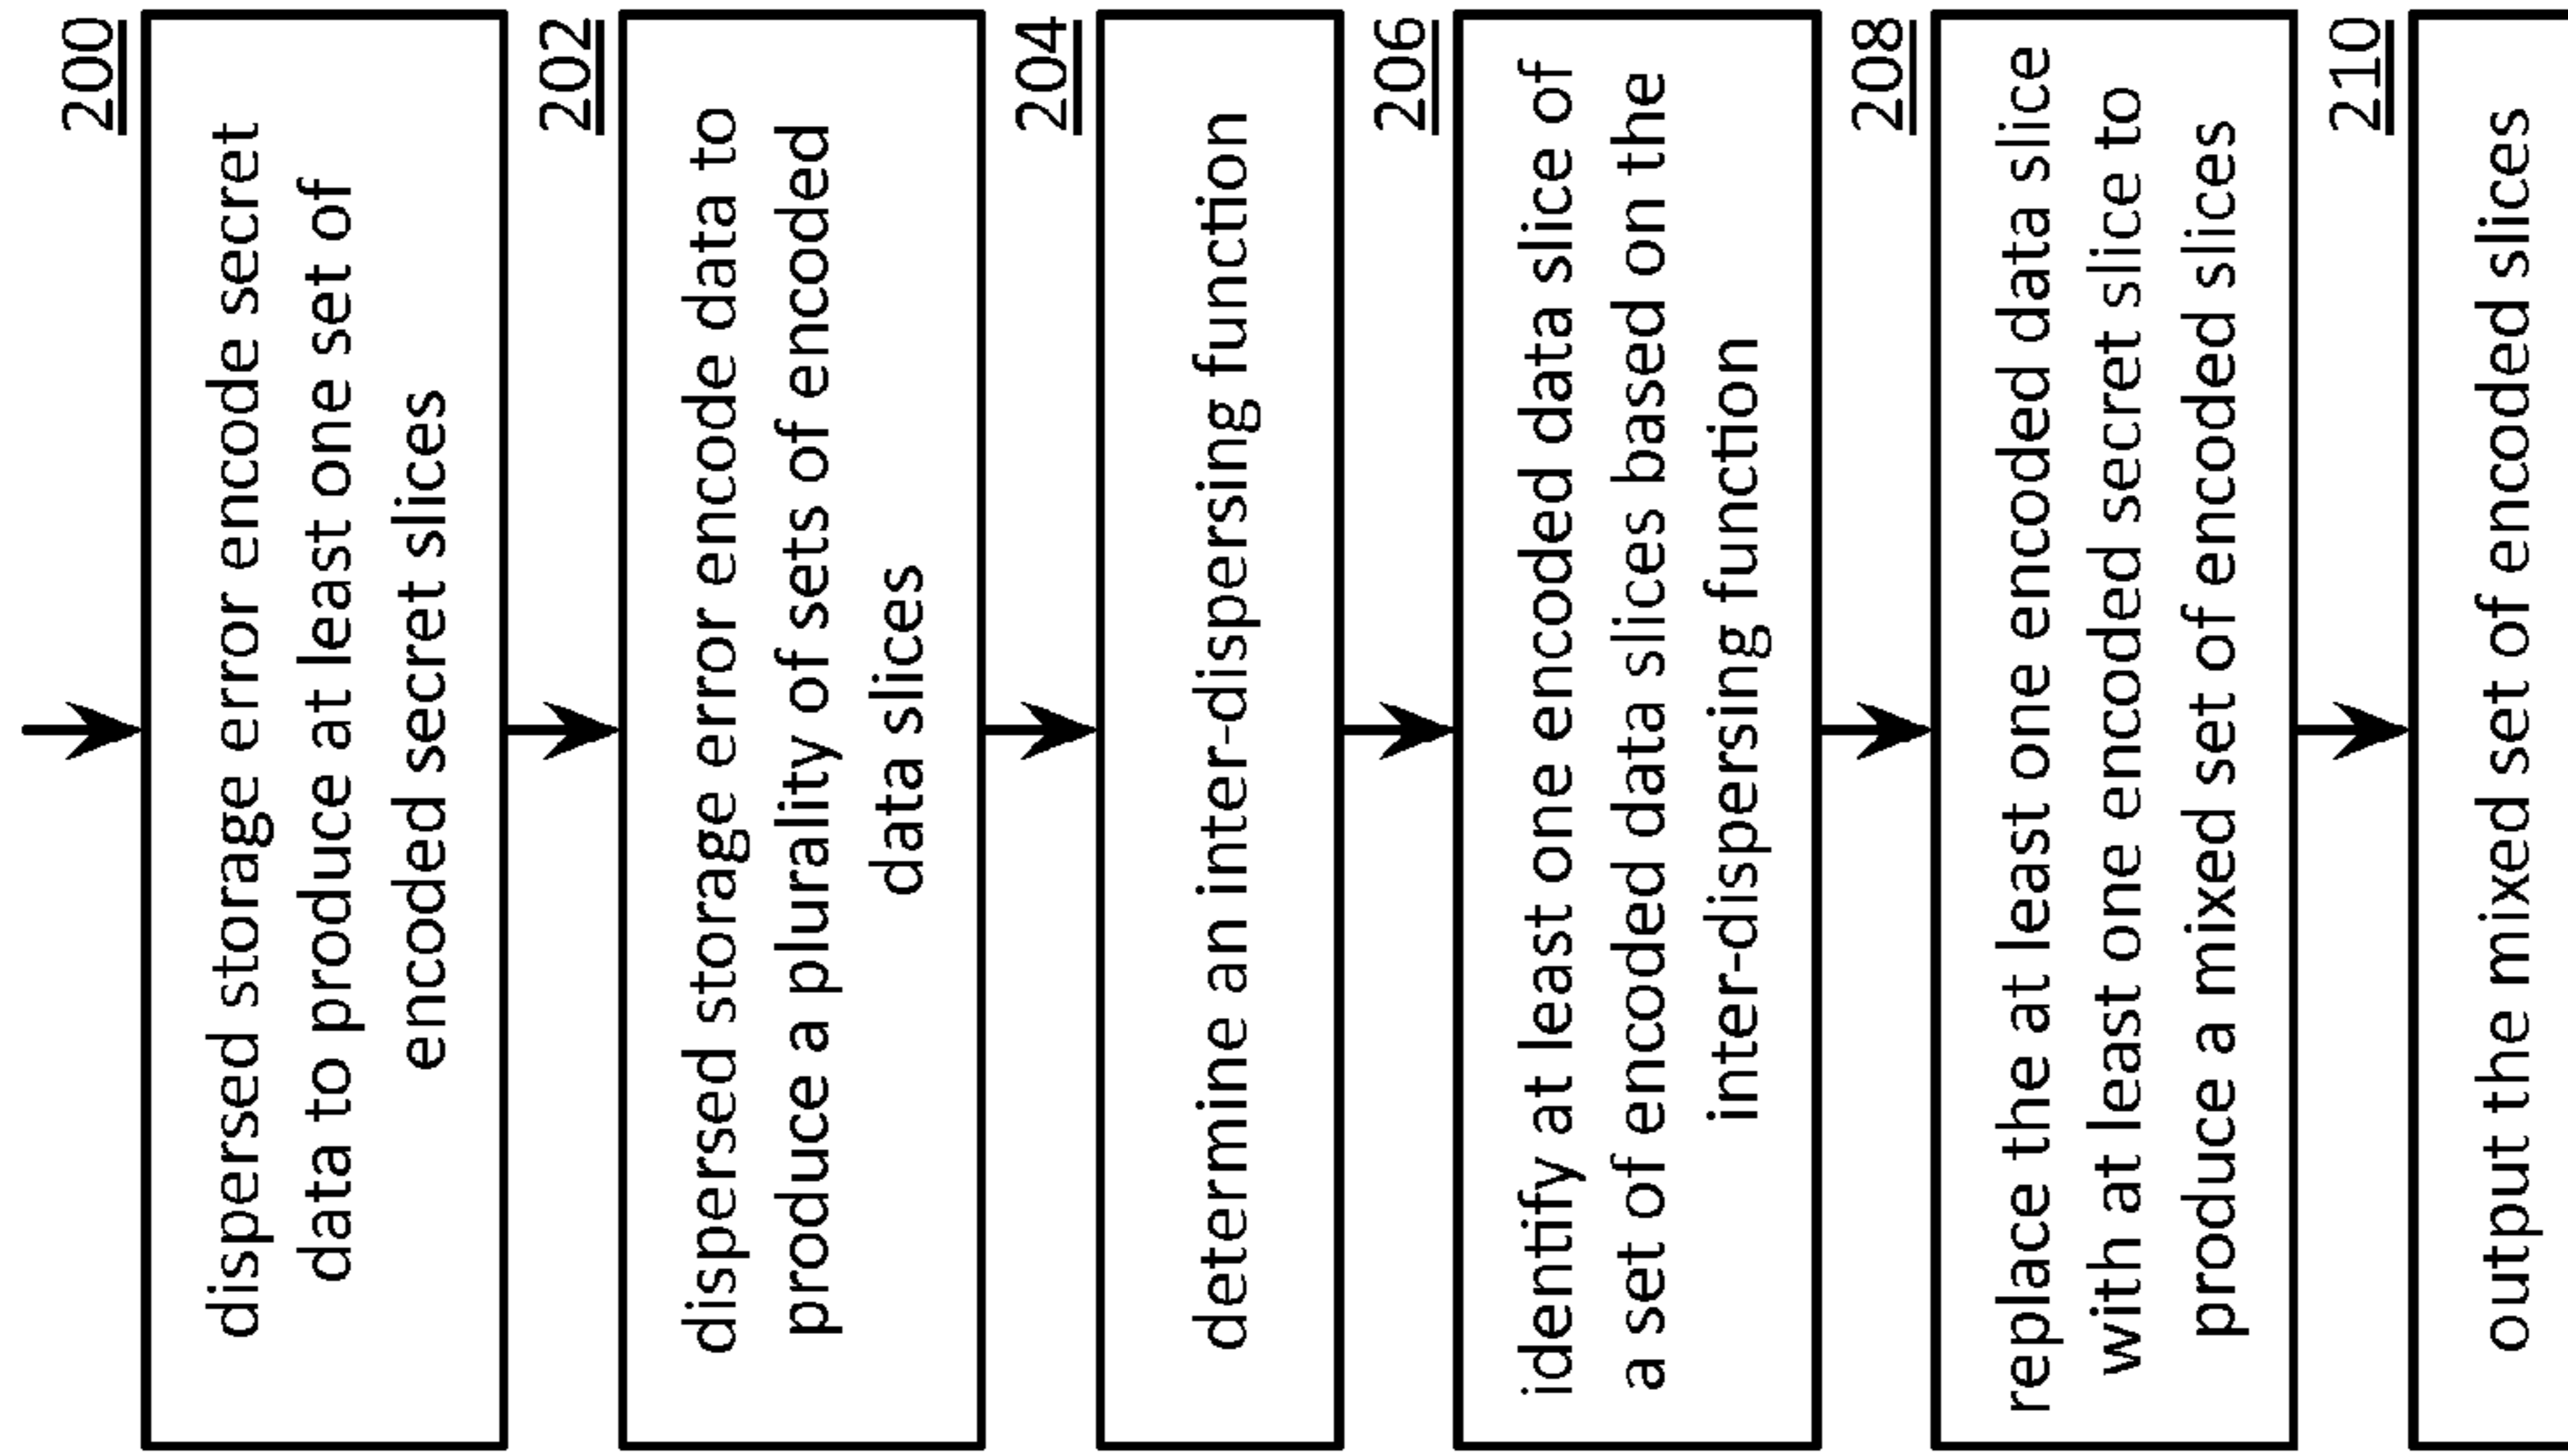 200
dispersed storage error encode secret
data to produce at least one set of
encoded secret slices
202
dispersed storage error encode data to
produce a plurality of sets of encoded
data slices
204
determine an inter-dispersing function
206
identify at least one encoded data slice of
a set of encoded data slices based on the
inter-dispersing function
208
replace the at least one encoded data slice
with at least one encoded secret slice to
produce a mixed set of encoded slices
210
output the mixed set of encoded slices